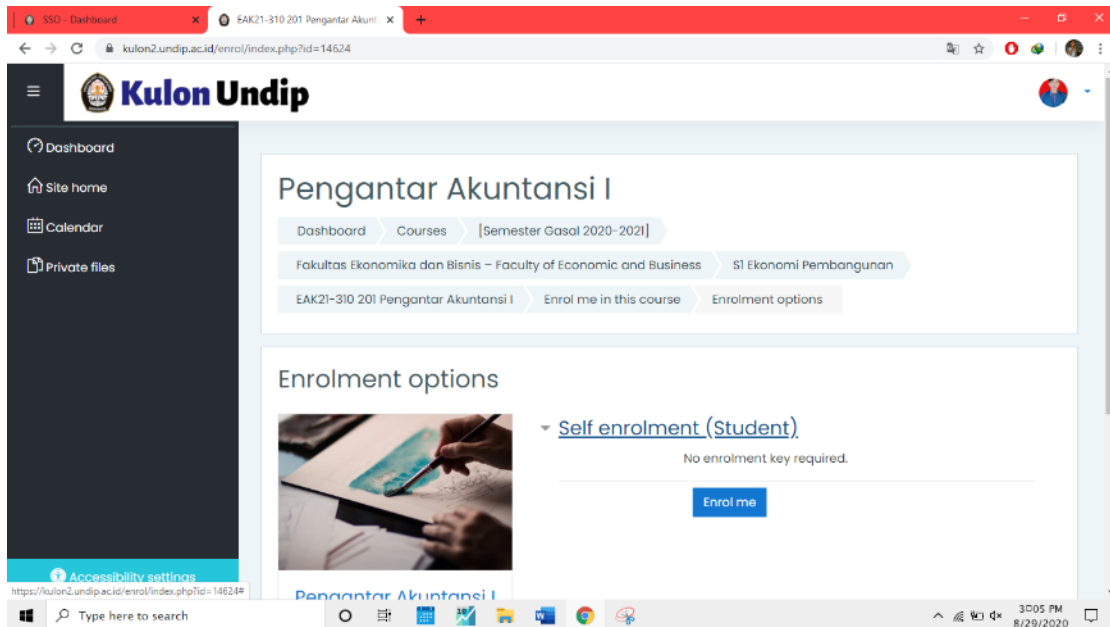 SSO - Dashboard
EAK21-310 201 Pengantar Akunt
kulon2.undip.ac.id/enrol/index.php?id=14624
Kulon Undip
Dashboard
Site home
Calendar
Private files
Accessibility settings
Pengantar Akuntansi I
Dashboard Courses [Semester Gasal 2020-2021]
Fakultas Ekonomika dan Bisnis – Faculty of Economic and Business S1 Ekonomi Pembangunan
EAK21-310 201 Pengantar Akuntansi I Enrol me in this course Enrolment options
Enrolment options
Self enrolment (Student)
No enrolment key required.
Enrol me
Pengantar Akuntansi I
https://kulon2.undip.ac.id/enrol/index.php?id=14624#
Type here to search
3:05 PM
8/29/2020